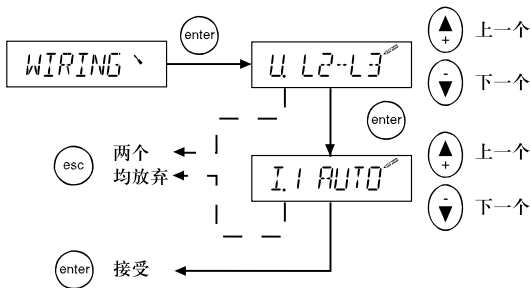 enter
WIRING
U. L2--L3
+
上一个
-
下一个
enter
esc
两个
均放弃
I.1 AUTO
+
上一个
-
下一个
enter
接受